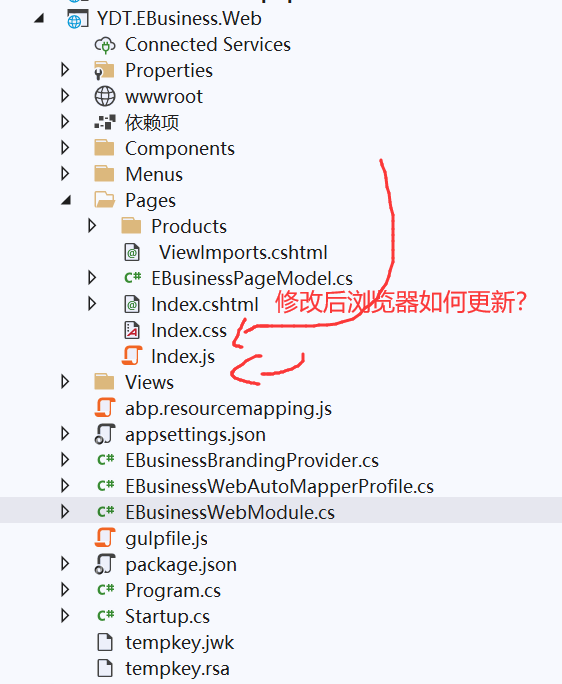 YDT.EBusiness.Web
Connected Services
Properties
wwwroot
依赖项
Components
Menus
Pages
Products
_ViewImports.cshtml
EBusinessPageModel.cs
Index.cshtml 修改后浏览器如何更新？
Index.css
Index.js
Views
abp.resourcemapping.js
appsettings.json
EBusinessBrandingProvider.cs
EBusinessWebAutoMapperProfile.cs
EBusinessWebModule.cs
gulpfile.js
package.json
Program.cs
Startup.cs
tempkey.jwk
tempkey.rsa